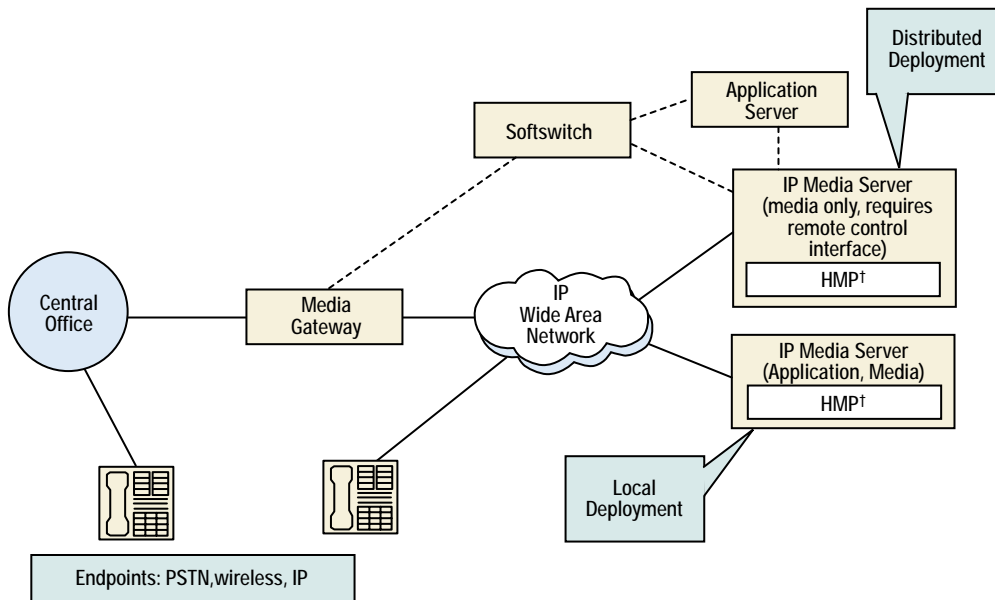 Distributed
Deployment
Application
Server
Softswitch
IP Media Server
(media only, requires
remote control
interface)
HMP†
Central
Office
Media
Gateway
IP
Wide Area
Network
IP Media Server
(Application, Media)
HMP†
Local
Deployment
Endpoints: PSTN,wireless, IP